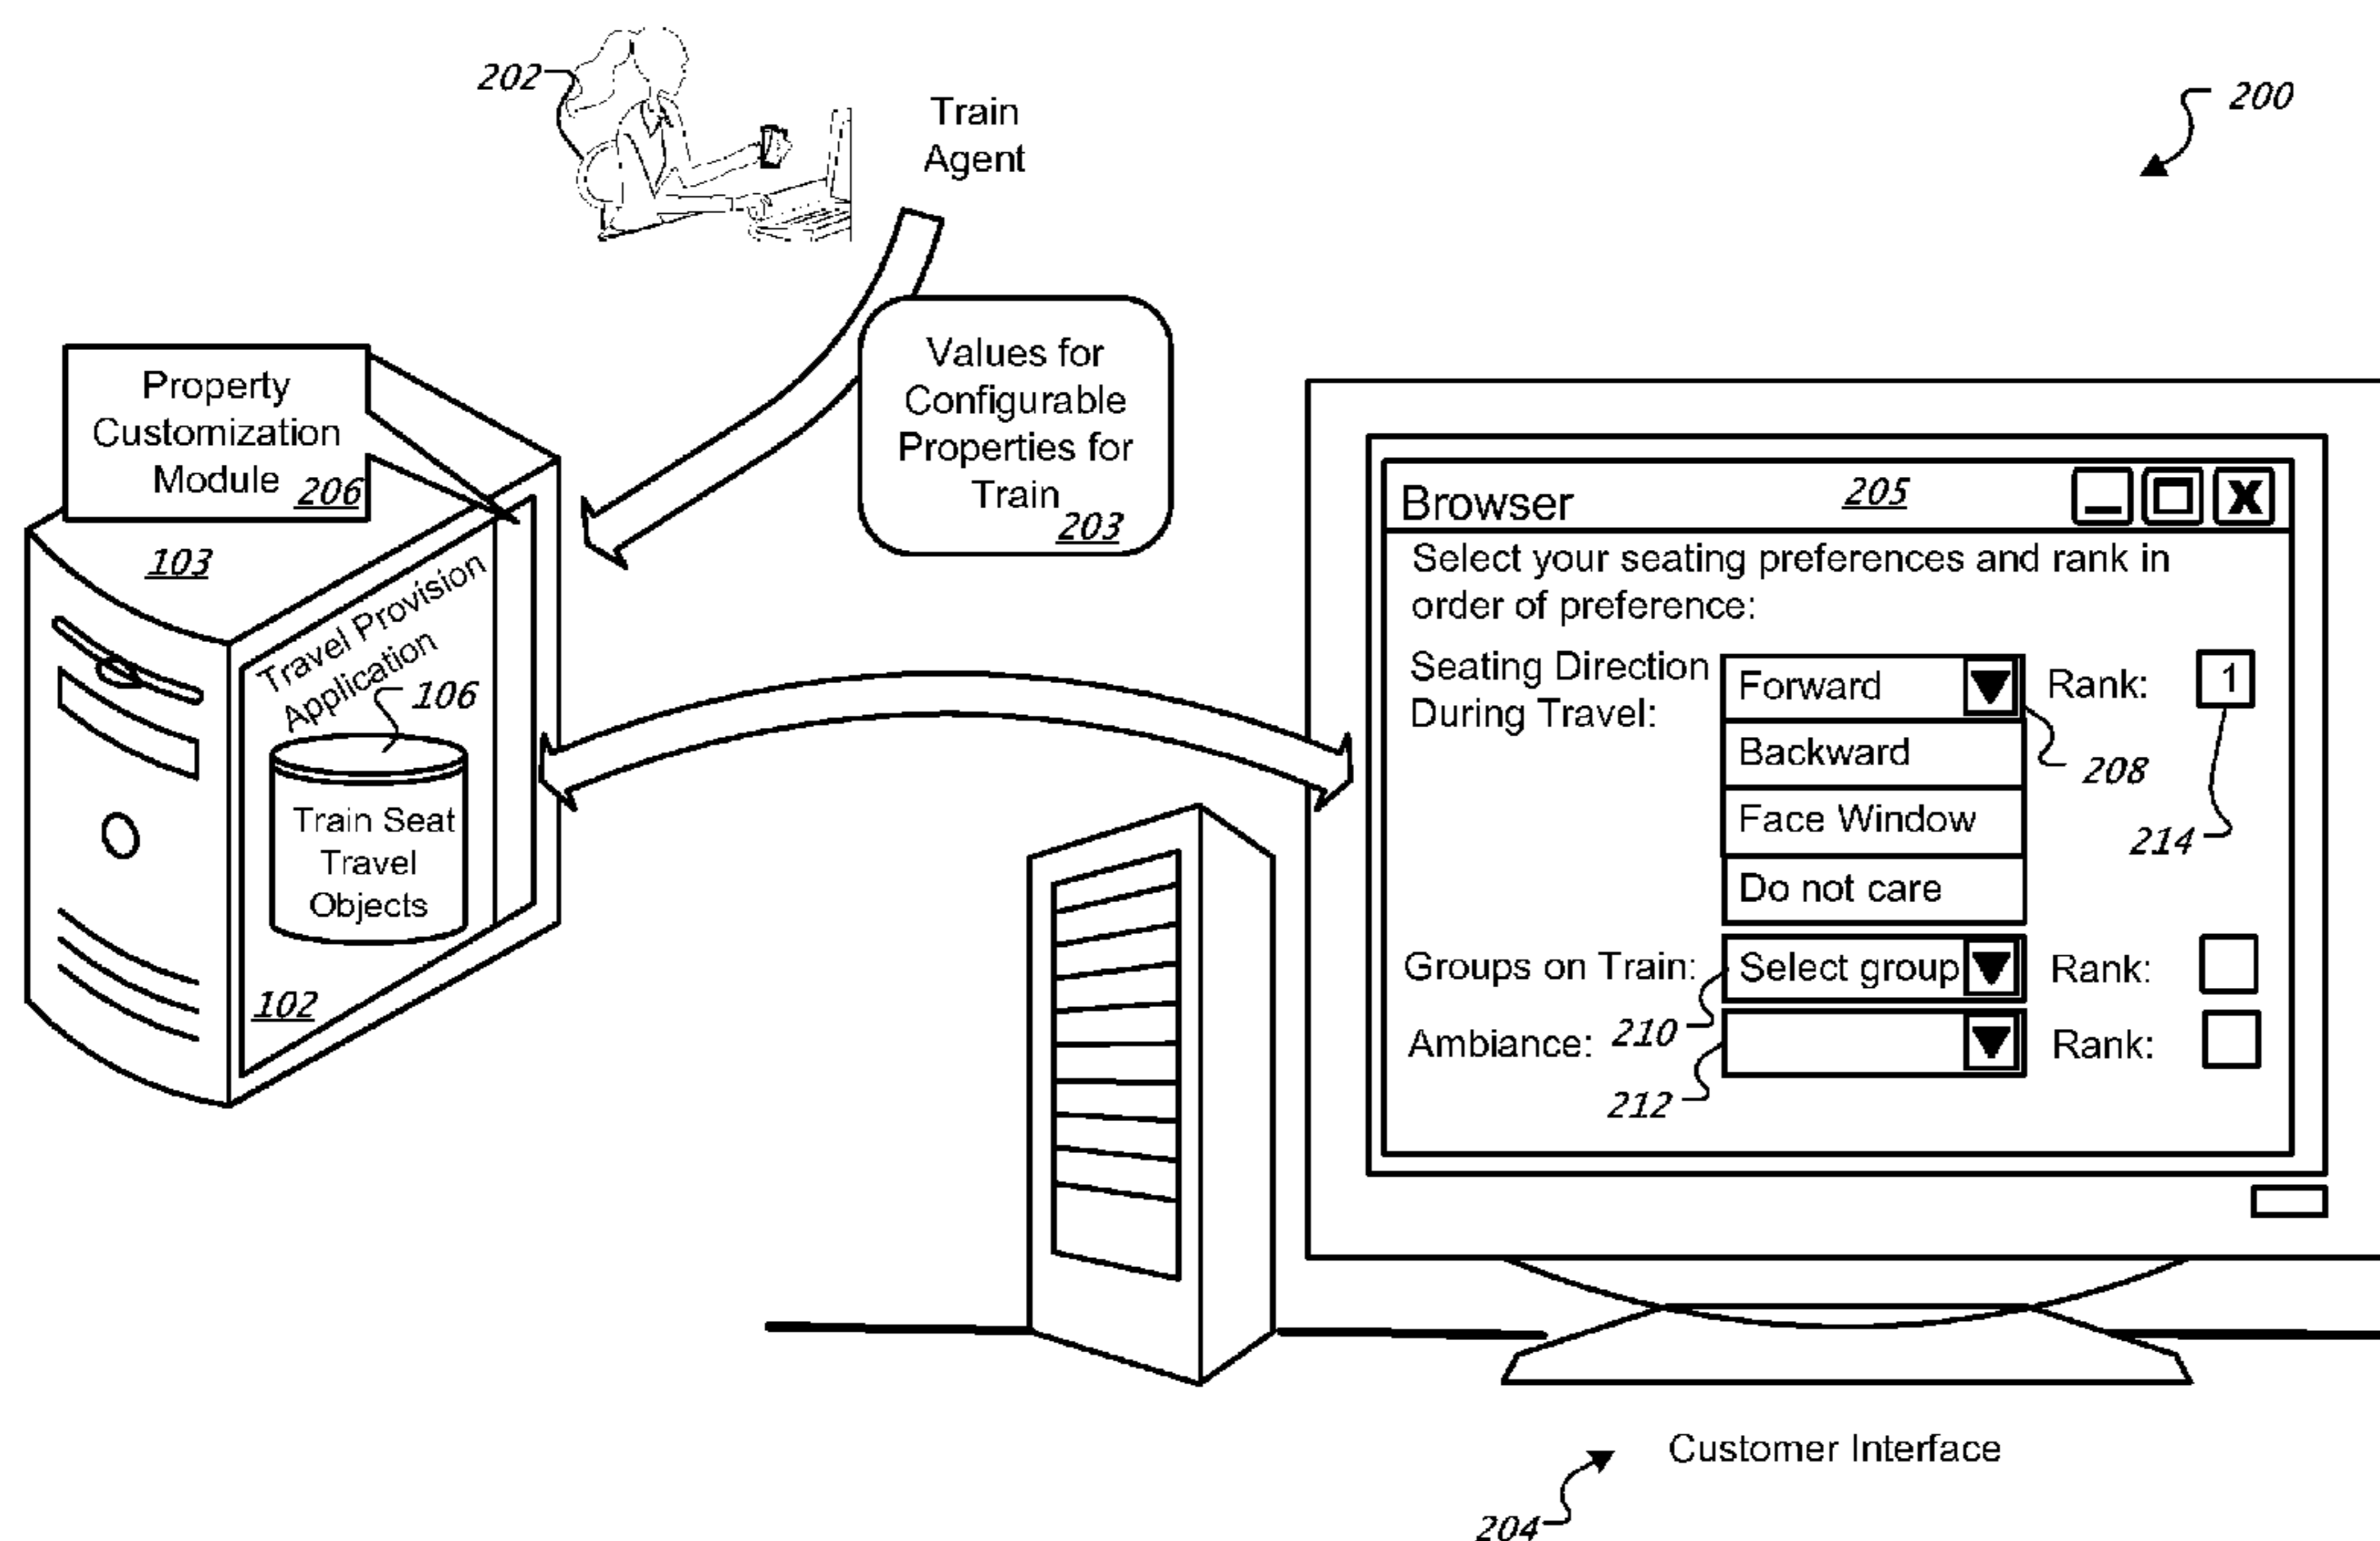 202
Train
Agent
200
Values for
Configurable
Properties for
Train
203
Property
Customization
Module 206
103
Travel Provision
Application
106
Train Seat
Travel
Objects
102
Browser 205 X
Select your seating preferences and rank in
order of preference:
Seating Direction
During Travel:
Forward
Rank: 1
Backward
208
Face Window
214
Do not care
Groups on Train: Select group Rank:
210
Ambiance: Rank:
212
Customer Interface
204